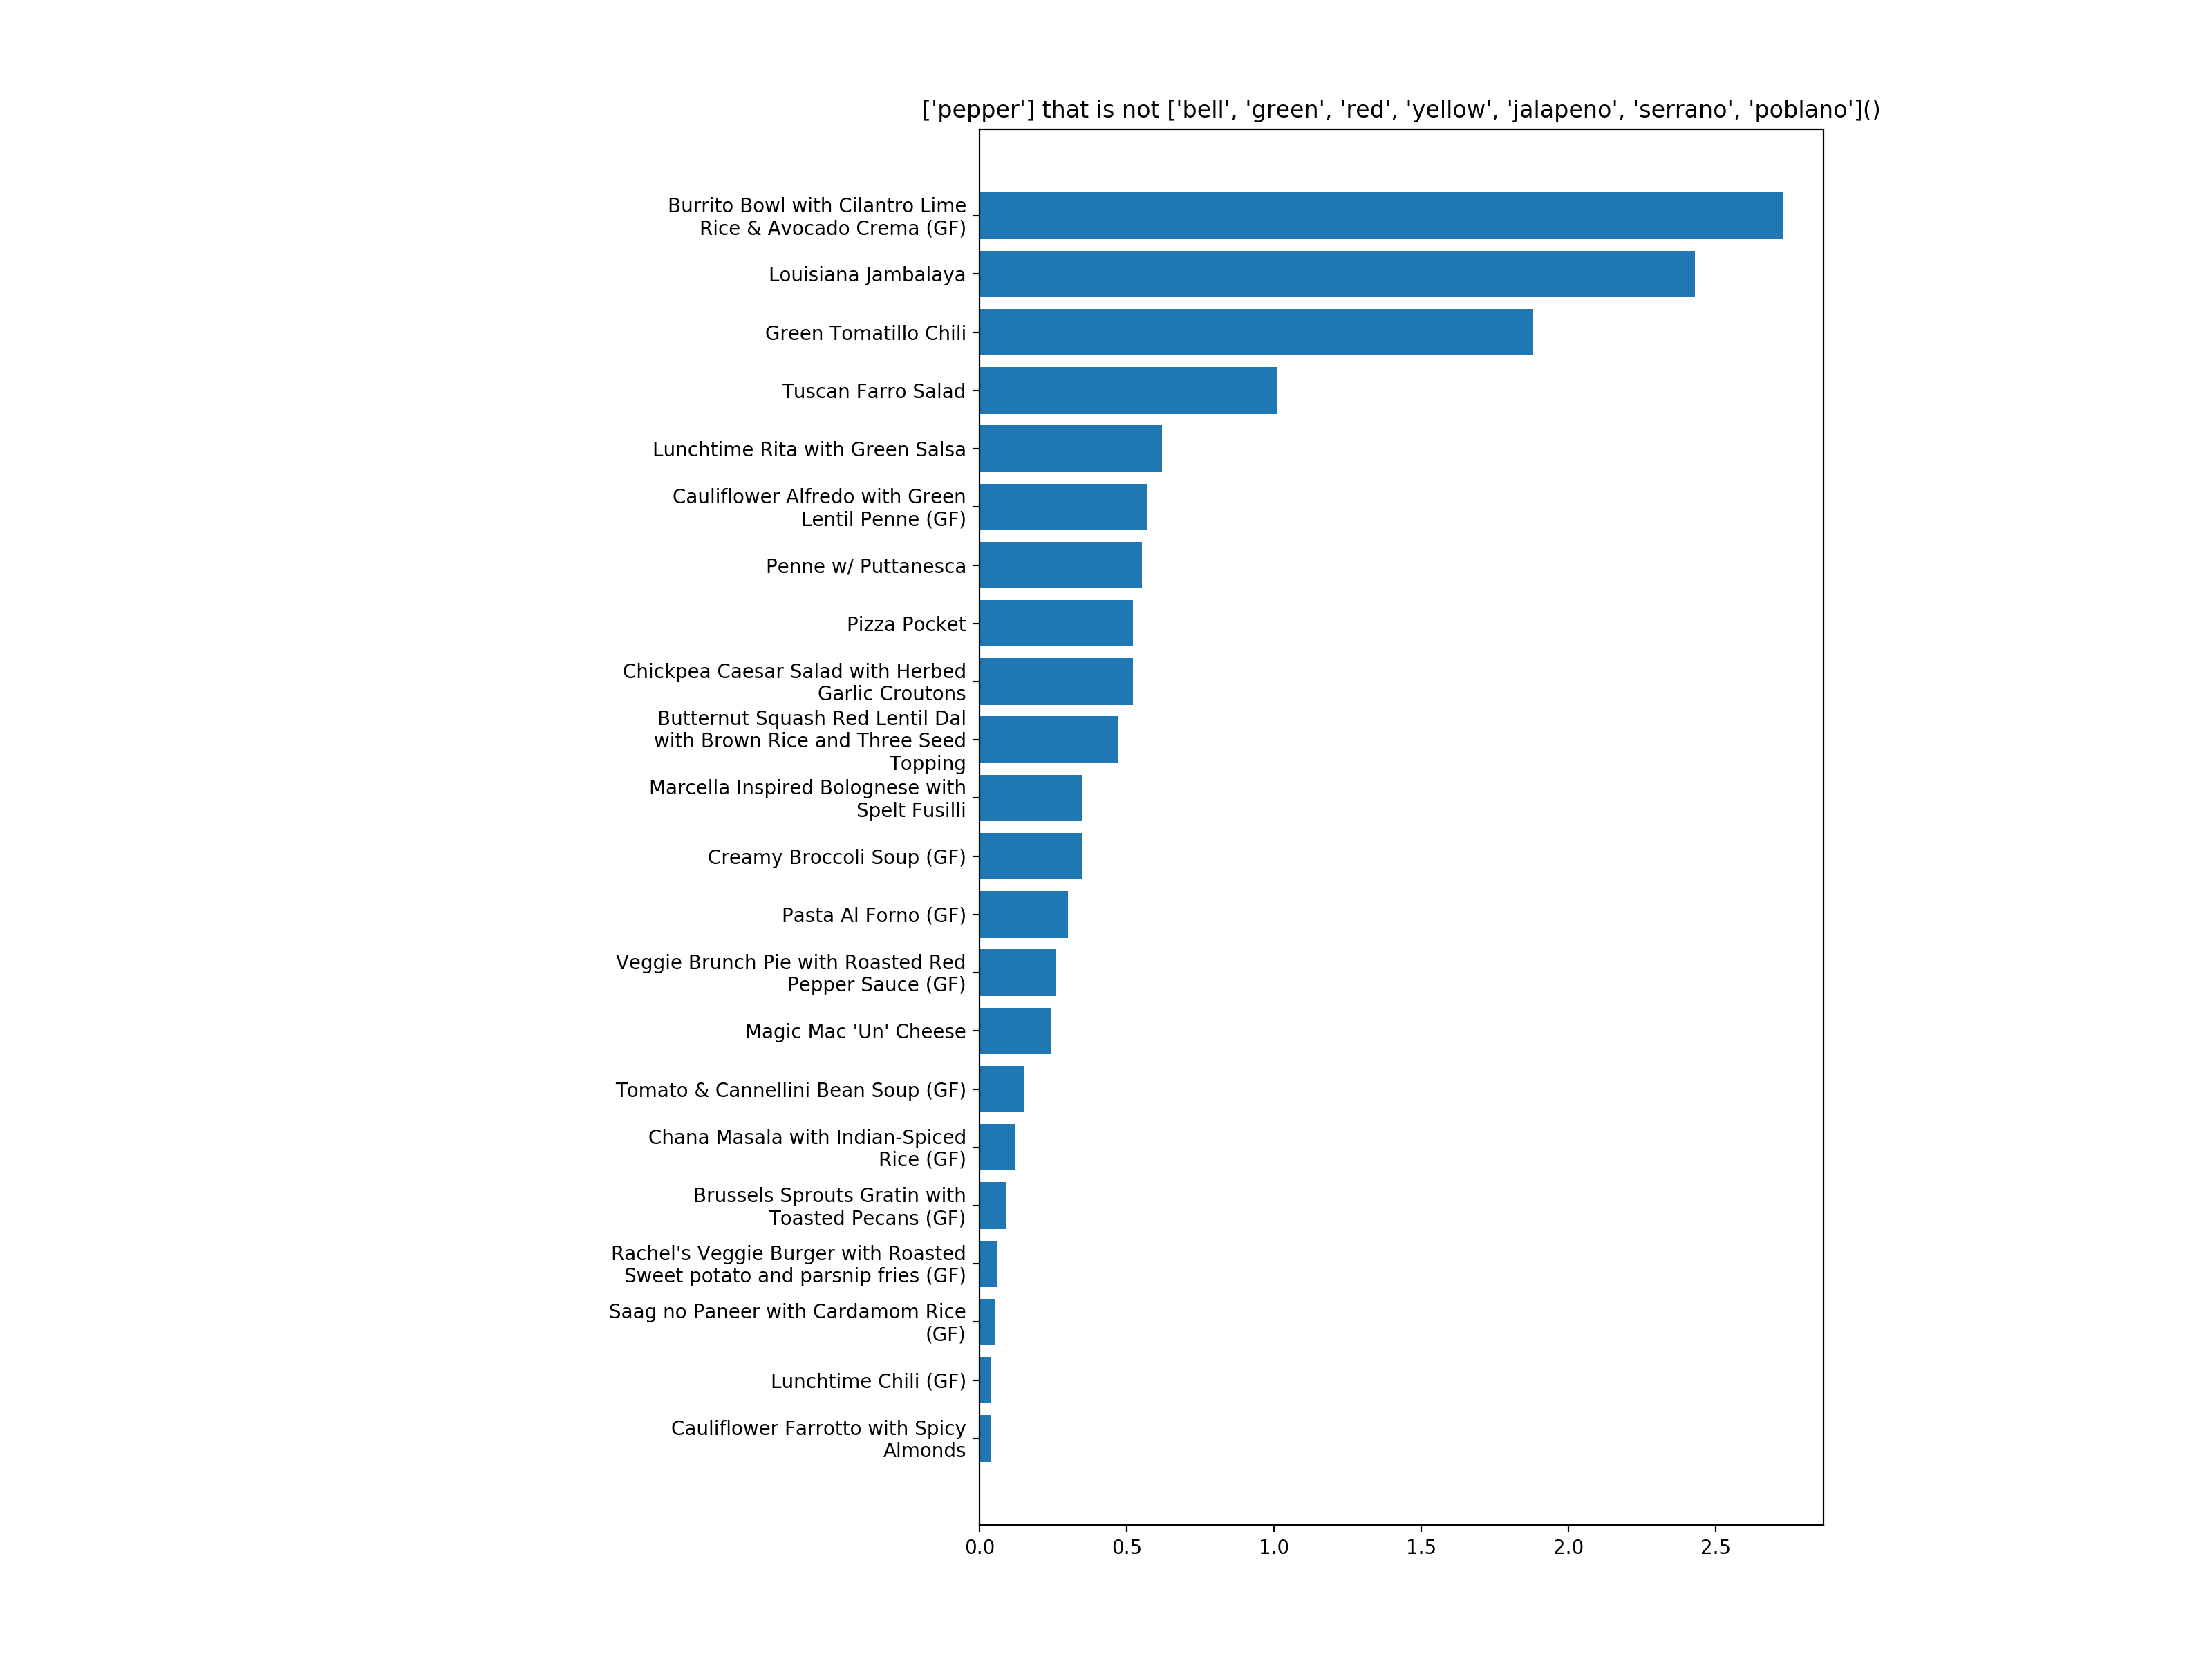 ['pepper'] that is not ['bell', 'green', 'red', 'yellow', 'jalapeno', 'serrano', 'poblano']()
Burrito Bowl with Cilantro Lime
Rice & Avocado Crema (GF)
Louisiana Jambalaya
Green Tomatillo Chili
Tuscan Farro Salad
Lunchtime Rita with Green Salsa
Cauliflower Alfredo with Green
Lentil Penne (GF)
Penne w/ Puttanesca
Pizza Pocket
Chickpea Caesar Salad with Herbed
Garlic Croutons
Butternut Squash Red Lentil Dal
with Brown Rice and Three Seed
Topping
Marcella Inspired Bolognese with
Spelt Fusilli
Creamy Broccoli Soup (GF)
Pasta Al Forno (GF)
Veggie Brunch Pie with Roasted Red
Pepper Sauce (GF)
Magic Mac 'Un' Cheese
Tomato & Cannellini Bean Soup (GF)
Chana Masala with Indian-Spiced
Rice (GF)
Brussels Sprouts Gratin with
Toasted Pecans (GF)
Rachel's Veggie Burger with Roasted
Sweet potato and parsnip fries (GF)
Saag no Paneer with Cardamom Rice
(GF)
Lunchtime Chili (GF)
Cauliflower Farrotto with Spicy
Almonds
0.0 0.5 1.0 1.5 2.0 2.5